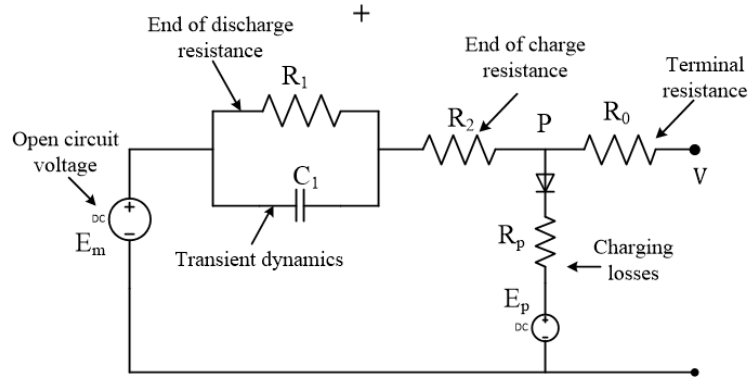 +
End of discharge
resistance
R₁
End of charge
resistance
Terminal
resistance
R₂
P
R₀
Open circuit
voltage
C₁
V
DC
+
−
Eₘ
Transient dynamics
Rₚ
Charging
losses
Eₚ
DC
+
−